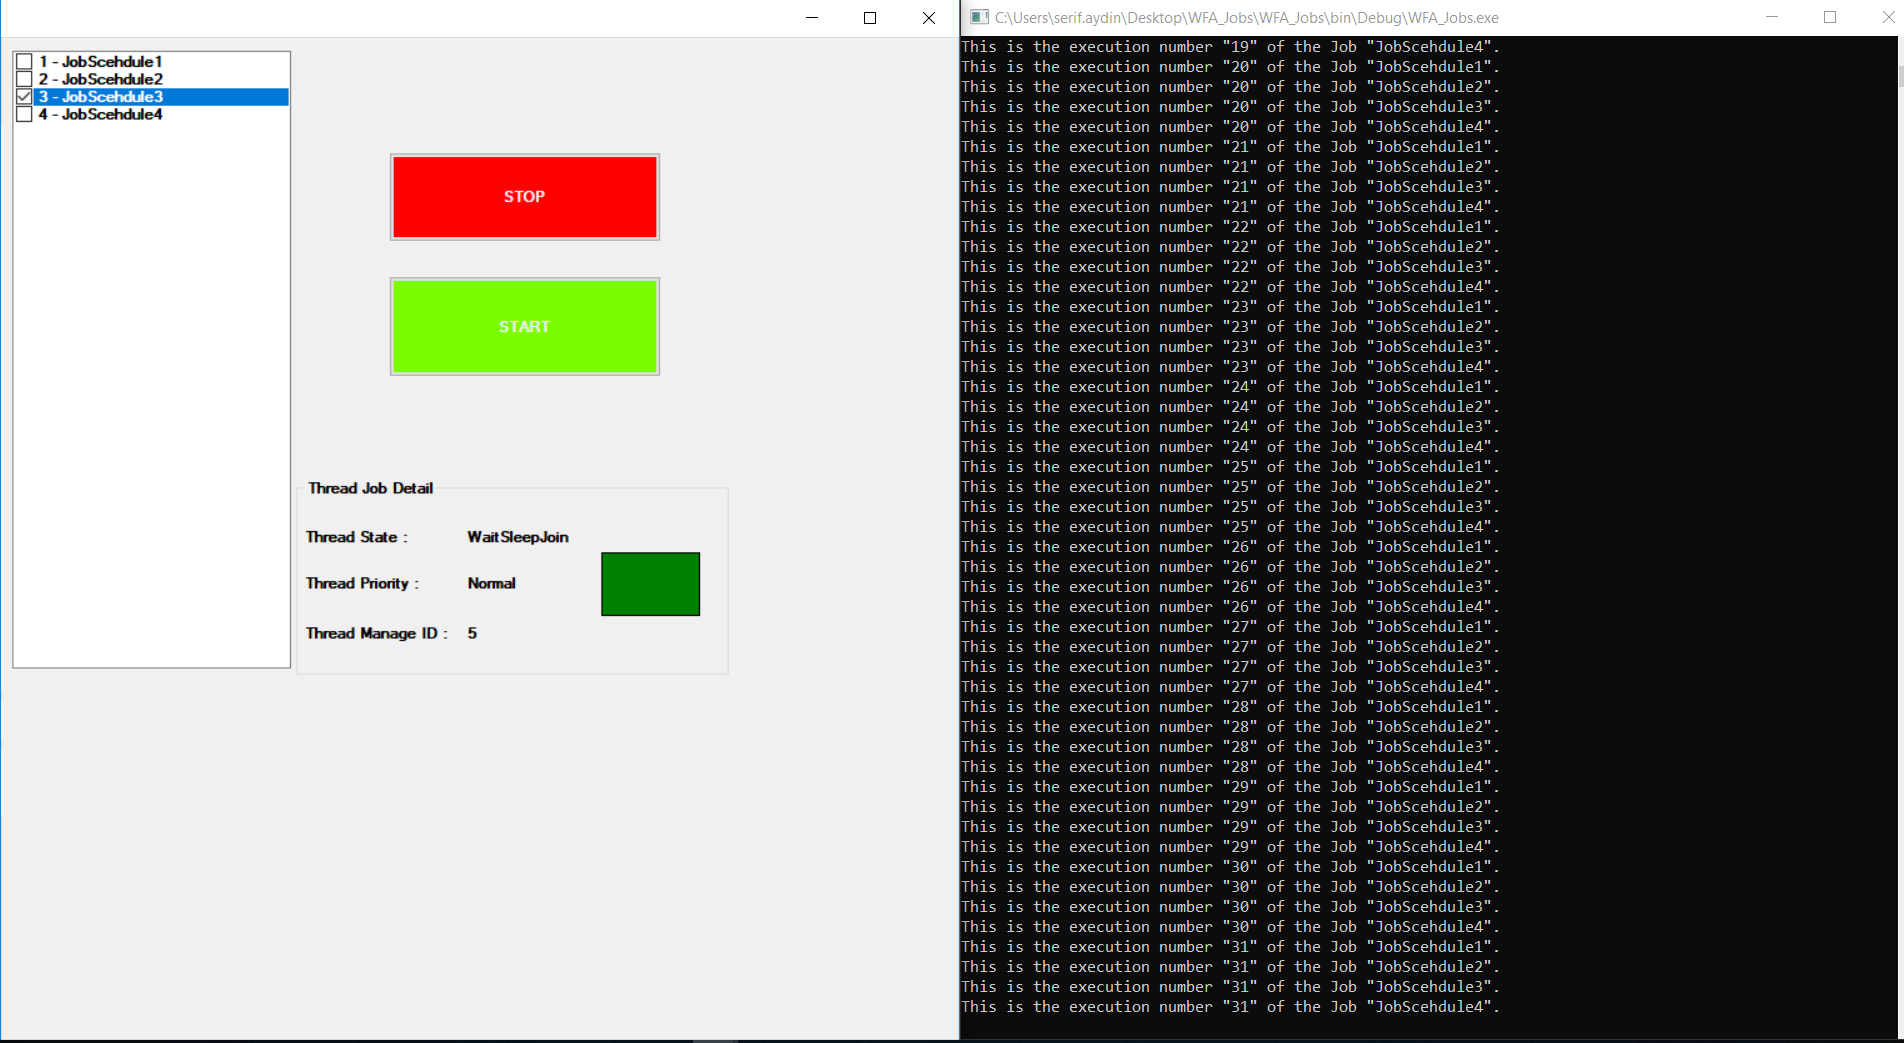 1 - JobScehdule1
2 - JobScehdule2
3 - JobScehdule3
4 - JobScehdule4
STOP
START
Thread Job Detail
Thread State : WaitSleepJoin
Thread Priority : Normal
Thread Manage ID : 5
C:\Users\serif.aydin\Desktop\WFA_Jobs\WFA_Jobs\bin\Debug\WFA_Jobs.exe
This is the execution number "19" of the Job "JobScehdule4".
This is the execution number "20" of the Job "JobScehdule1".
This is the execution number "20" of the Job "JobScehdule2".
This is the execution number "20" of the Job "JobScehdule3".
This is the execution number "20" of the Job "JobScehdule4".
This is the execution number "21" of the Job "JobScehdule1".
This is the execution number "21" of the Job "JobScehdule2".
This is the execution number "21" of the Job "JobScehdule3".
This is the execution number "21" of the Job "JobScehdule4".
This is the execution number "22" of the Job "JobScehdule1".
This is the execution number "22" of the Job "JobScehdule2".
This is the execution number "22" of the Job "JobScehdule3".
This is the execution number "22" of the Job "JobScehdule4".
This is the execution number "23" of the Job "JobScehdule1".
This is the execution number "23" of the Job "JobScehdule2".
This is the execution number "23" of the Job "JobScehdule3".
This is the execution number "23" of the Job "JobScehdule4".
This is the execution number "24" of the Job "JobScehdule1".
This is the execution number "24" of the Job "JobScehdule2".
This is the execution number "24" of the Job "JobScehdule3".
This is the execution number "24" of the Job "JobScehdule4".
This is the execution number "25" of the Job "JobScehdule1".
This is the execution number "25" of the Job "JobScehdule2".
This is the execution number "25" of the Job "JobScehdule3".
This is the execution number "25" of the Job "JobScehdule4".
This is the execution number "26" of the Job "JobScehdule1".
This is the execution number "26" of the Job "JobScehdule2".
This is the execution number "26" of the Job "JobScehdule3".
This is the execution number "26" of the Job "JobScehdule4".
This is the execution number "27" of the Job "JobScehdule1".
This is the execution number "27" of the Job "JobScehdule2".
This is the execution number "27" of the Job "JobScehdule3".
This is the execution number "27" of the Job "JobScehdule4".
This is the execution number "28" of the Job "JobScehdule1".
This is the execution number "28" of the Job "JobScehdule2".
This is the execution number "28" of the Job "JobScehdule3".
This is the execution number "28" of the Job "JobScehdule4".
This is the execution number "29" of the Job "JobScehdule1".
This is the execution number "29" of the Job "JobScehdule2".
This is the execution number "29" of the Job "JobScehdule3".
This is the execution number "29" of the Job "JobScehdule4".
This is the execution number "30" of the Job "JobScehdule1".
This is the execution number "30" of the Job "JobScehdule2".
This is the execution number "30" of the Job "JobScehdule3".
This is the execution number "30" of the Job "JobScehdule4".
This is the execution number "31" of the Job "JobScehdule1".
This is the execution number "31" of the Job "JobScehdule2".
This is the execution number "31" of the Job "JobScehdule3".
This is the execution number "31" of the Job "JobScehdule4".